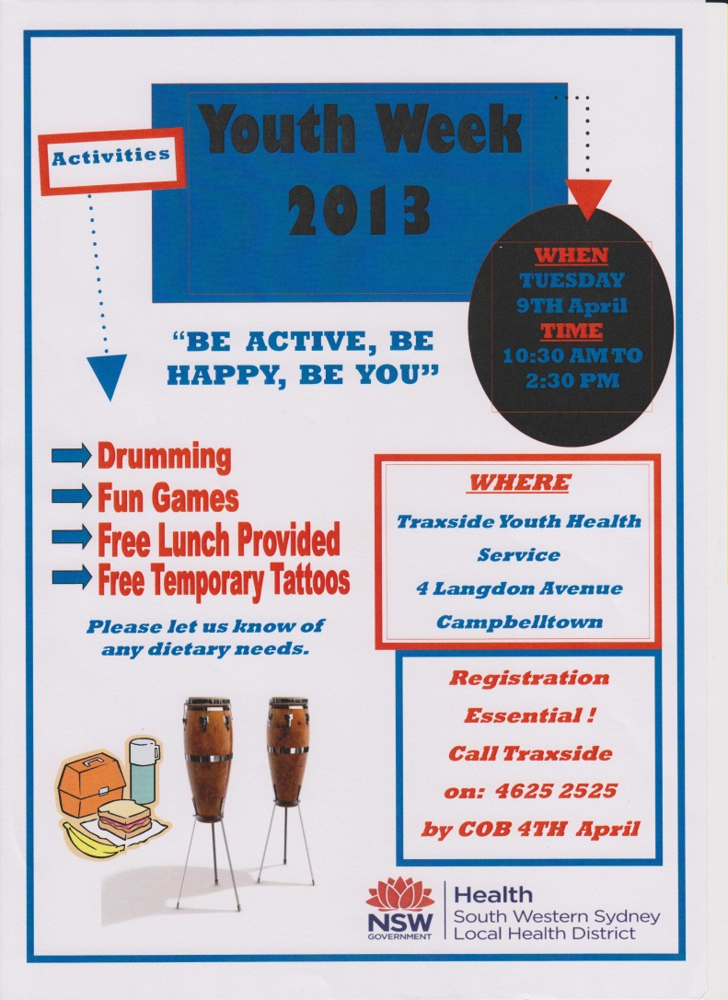 Youth Week
2013
Activities
WHEN
TUESDAY
9TH April
TIME
10:30 AM TO
2:30 PM
"BE ACTIVE, BE
HAPPY, BE YOU"
Drumming
Fun Games
Free Lunch Provided
Free Temporary Tattoos
Please let us know of
any dietary needs.
WHERE
Traxside Youth Health
Service
4 Langdon Avenue
Campbelltown
Registration
Essential !
Call Traxside
on: 4625 2525
by COB 4TH April
NSW
GOVERNMENT
Health
South Western Sydney
Local Health District